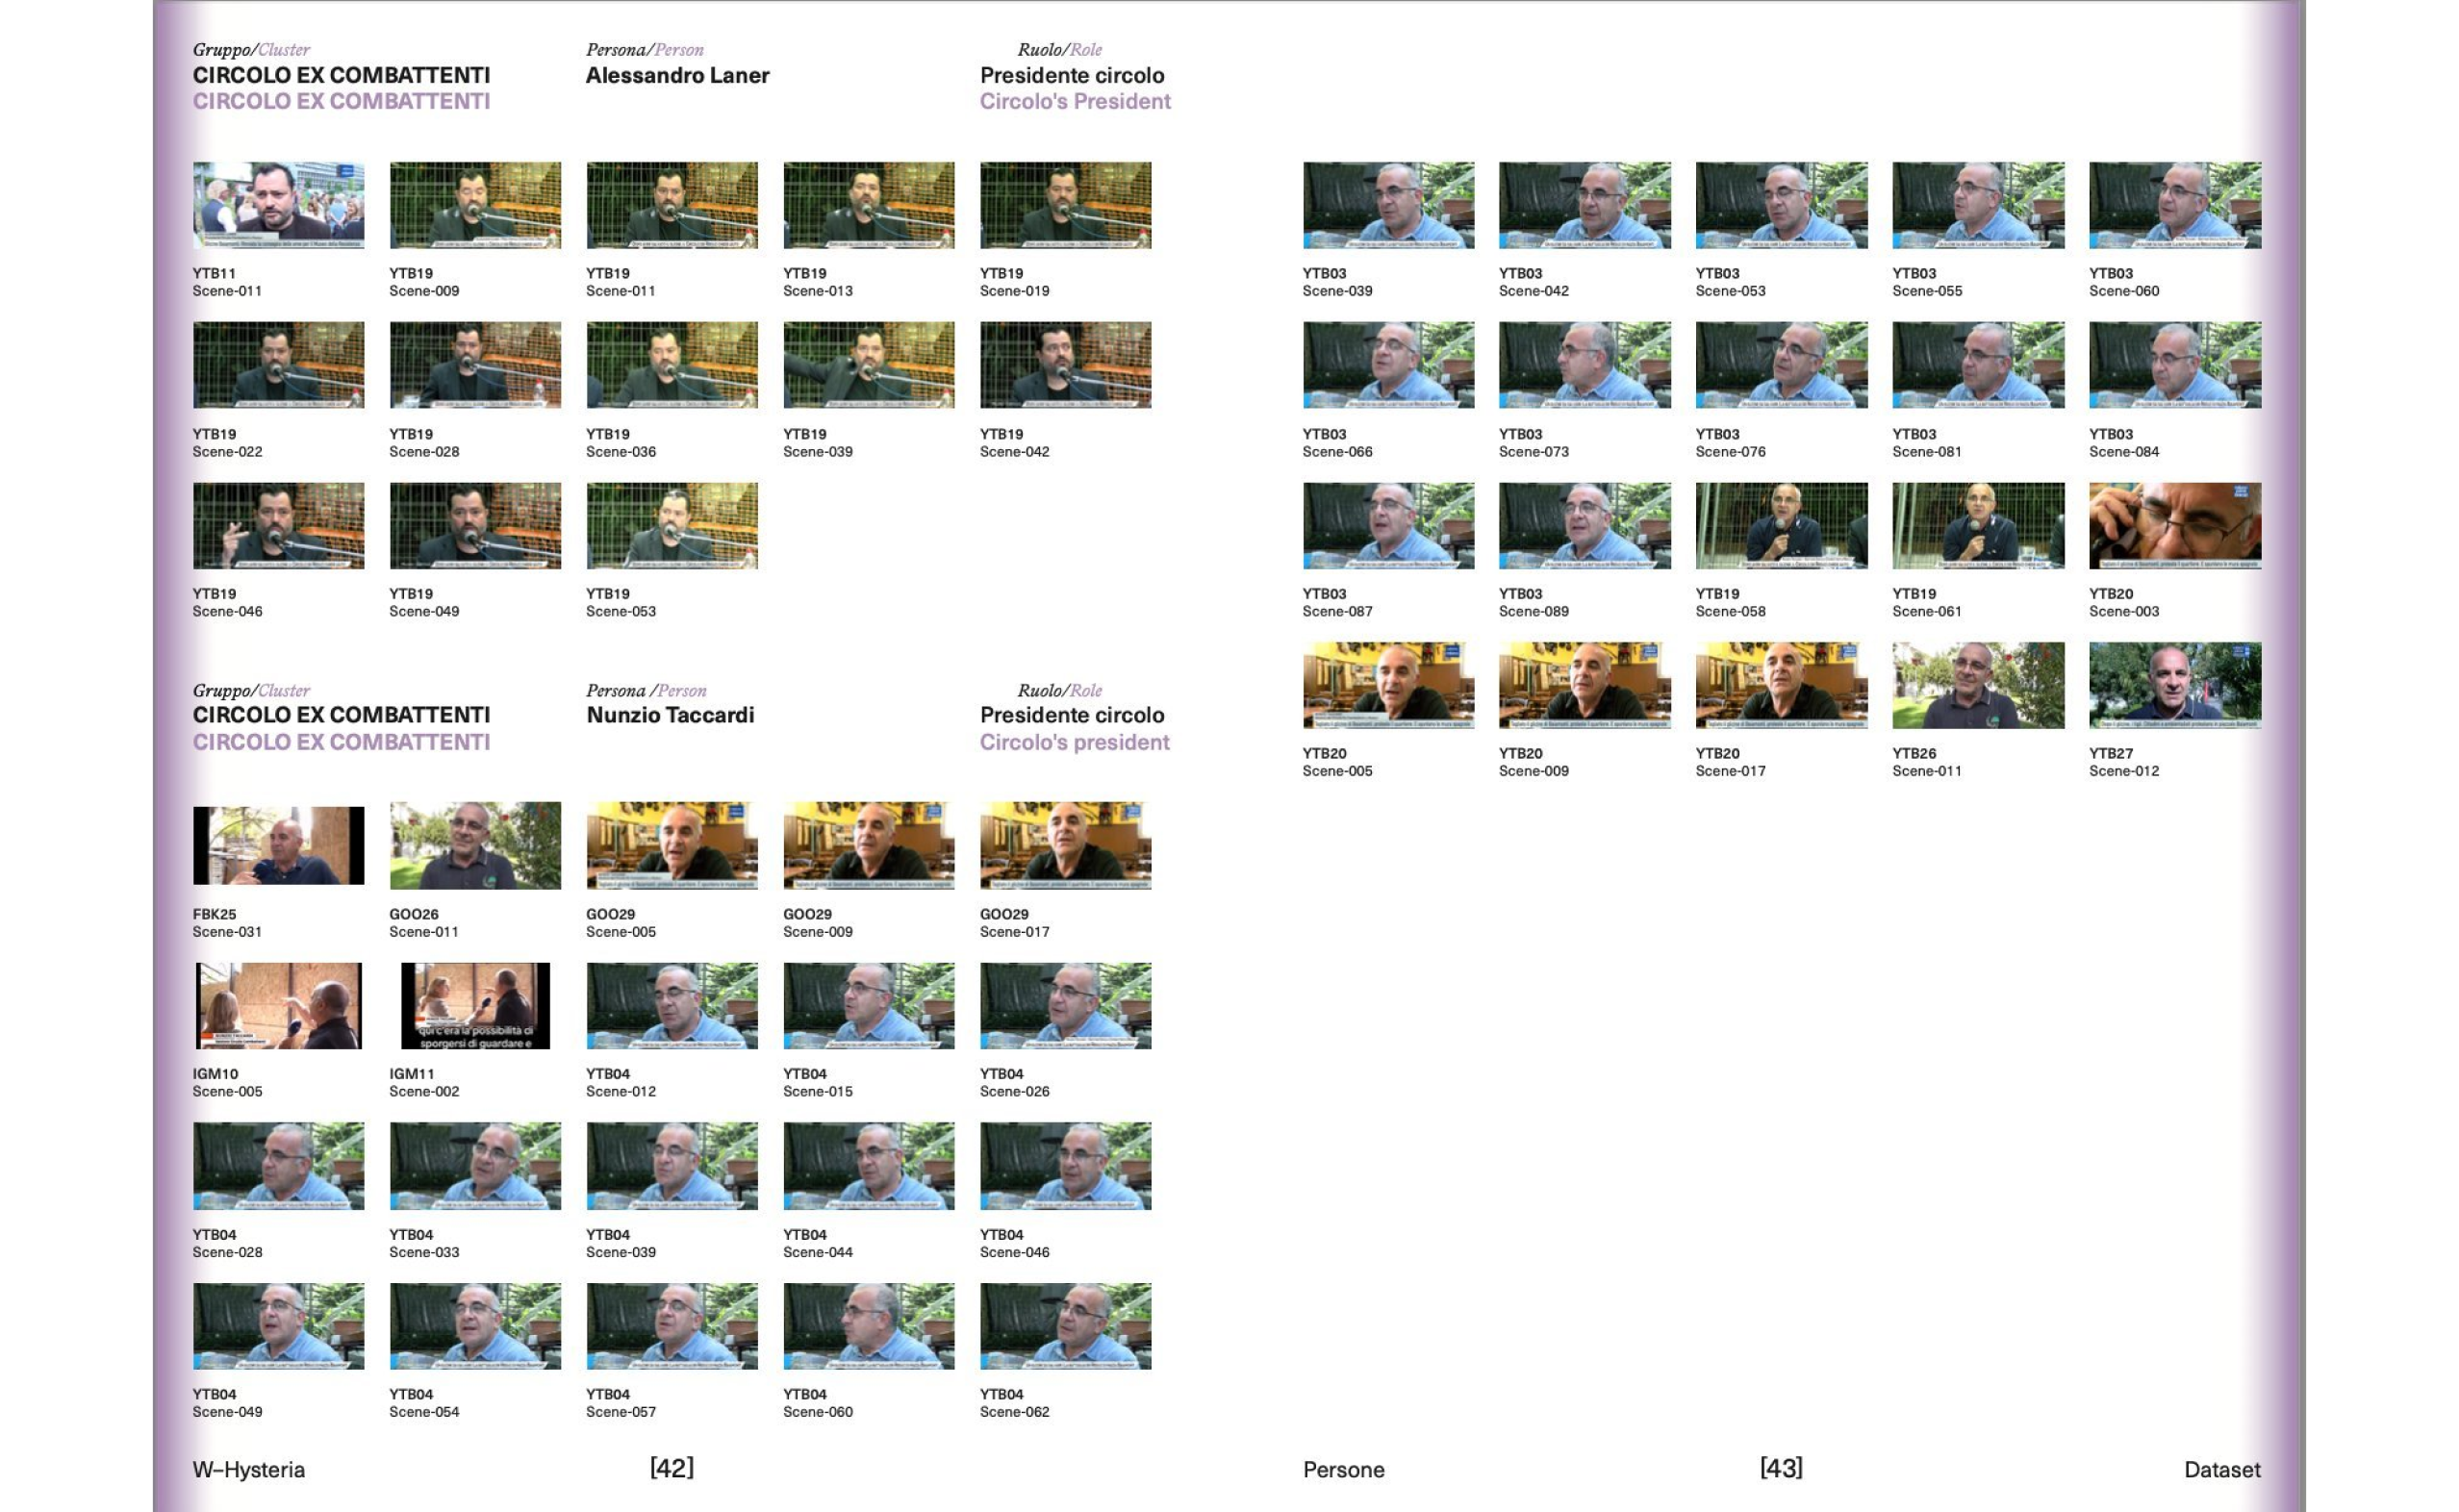 Gruppo/Cluster
CIRCOLO EX COMBATTENTI
CIRCOLO EX COMBATTENTI
Persona/Person
Alessandro Laner
Ruolo/Role
Presidente circolo
Circolo's President
YTB11
Scene-011
YTB19
Scene-009
YTB19
Scene-011
YTB19
Scene-013
YTB19
Scene-019
YTB19
Scene-022
YTB19
Scene-028
YTB19
Scene-036
YTB19
Scene-039
YTB19
Scene-042
YTB19
Scene-046
YTB19
Scene-049
YTB19
Scene-053
Gruppo/Cluster
CIRCOLO EX COMBATTENTI
CIRCOLO EX COMBATTENTI
Persona /Person
Nunzio Taccardi
Ruolo/Role
Presidente circolo
Circolo's president
FBK25
Scene-031
GOO26
Scene-011
GOO29
Scene-005
GOO29
Scene-009
GOO29
Scene-017
IGM10
Scene-005
qui c'era la possibilità di
sporgersi di guardare e
IGM11
Scene-002
YTB04
Scene-012
YTB04
Scene-015
YTB04
Scene-026
YTB04
Scene-028
YTB04
Scene-033
YTB04
Scene-039
YTB04
Scene-044
YTB04
Scene-046
YTB04
Scene-049
YTB04
Scene-054
YTB04
Scene-057
YTB04
Scene-060
YTB04
Scene-062
W–Hysteria
[42]
YTB03
Scene-039
YTB03
Scene-042
YTB03
Scene-053
YTB03
Scene-055
YTB03
Scene-060
YTB03
Scene-066
YTB03
Scene-073
YTB03
Scene-076
YTB03
Scene-081
YTB03
Scene-084
YTB03
Scene-087
YTB03
Scene-089
YTB19
Scene-058
YTB19
Scene-061
YTB20
Scene-003
YTB20
Scene-005
YTB20
Scene-009
YTB20
Scene-017
YTB26
Scene-011
YTB27
Scene-012
Persone
[43]
Dataset